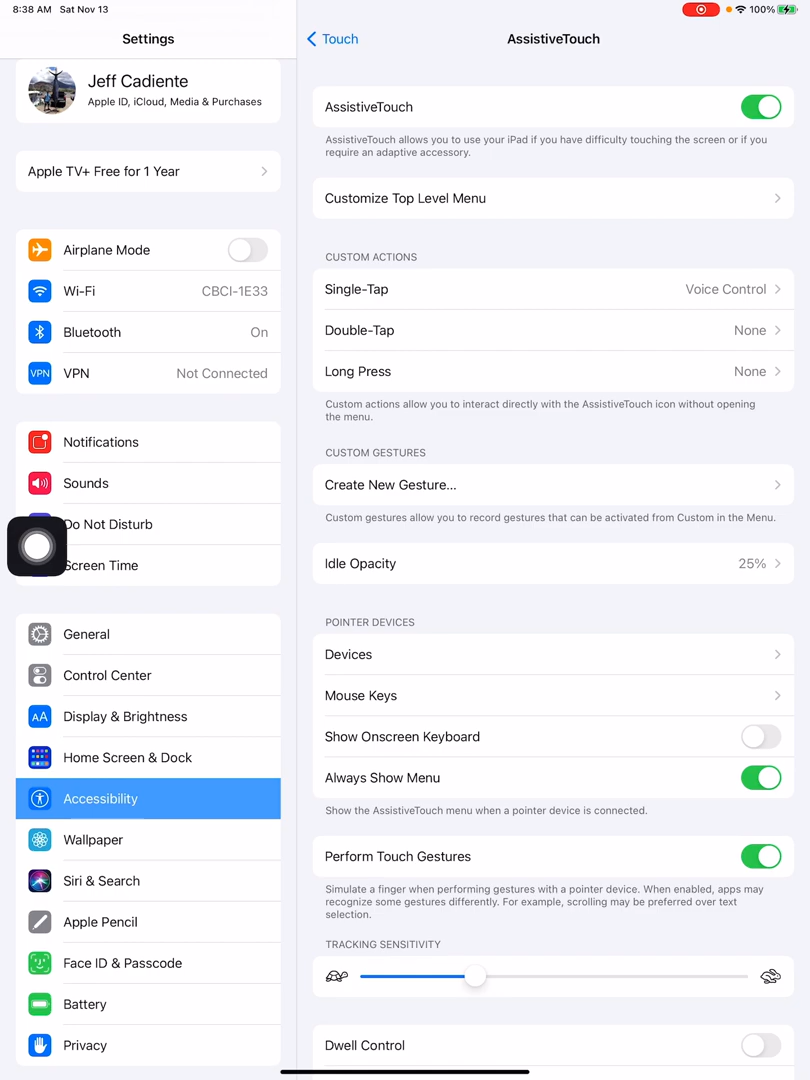 8:38 AM Sat Nov 13
100%
Settings
Jeff Cadiente
Apple ID, iCloud, Media & Purchases
Apple TV+ Free for 1 Year
Airplane Mode
Wi-Fi CBCI-1E33
Bluetooth On
VPN VPN Not Connected
Notifications
Sounds
Do Not Disturb
Screen Time
General
Control Center
AA Display & Brightness
Home Screen & Dock
Accessibility
Wallpaper
Siri & Search
Apple Pencil
Face ID & Passcode
Battery
Privacy
Touch
AssistiveTouch
AssistiveTouch
AssistiveTouch allows you to use your iPad if you have difficulty touching the screen or if you
require an adaptive accessory.
Customize Top Level Menu
CUSTOM ACTIONS
Single-Tap Voice Control
Double-Tap None
Long Press None
Custom actions allow you to interact directly with the AssistiveTouch icon without opening
the menu.
CUSTOM GESTURES
Create New Gesture...
Custom gestures allow you to record gestures that can be activated from Custom in the Menu.
Idle Opacity 25%
POINTER DEVICES
Devices
Mouse Keys
Show Onscreen Keyboard
Always Show Menu
Show the AssistiveTouch menu when a pointer device is connected.
Perform Touch Gestures
Simulate a finger when performing gestures with a pointer device. When enabled, apps may
recognize some gestures differently. For example, scrolling may be preferred over text
selection.
TRACKING SENSITIVITY
Dwell Control